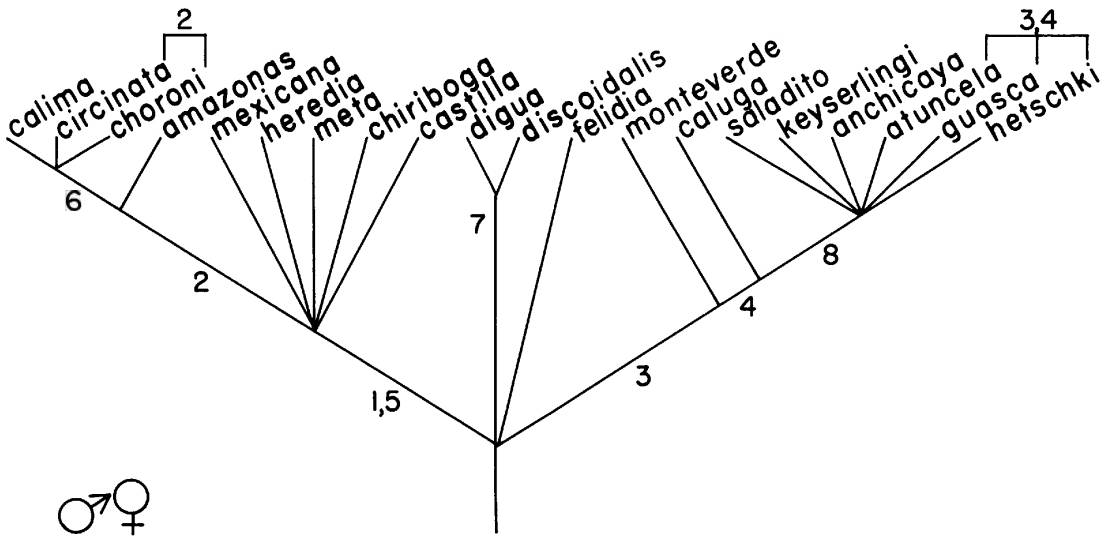 2
3,4
calima
circinata
choroni
amazonas
mexicana
heredia
meta
chiriboga
castilla
digua
discoidalis
felidia
monteverde
caluga
saladito
keyserlingi
anchicaya
atuncela
guasca
hetschki
6
7
2
8
4
3
1,5